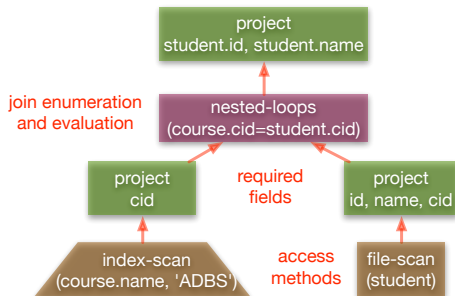 project
student.id, student.name
join enumeration
and evaluation
nested-loops
(course.cid=student.cid)
project
cid
required
fields
project
id, name, cid
index-scan
(course.name, 'ADBS')
access
methods
file-scan
(student)